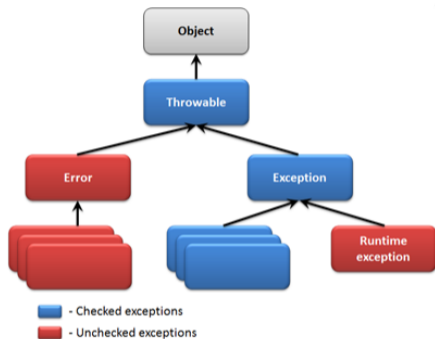 Object
Throwable
Error
Exception
Runtime
exception
- Checked exceptions
- Unchecked exceptions